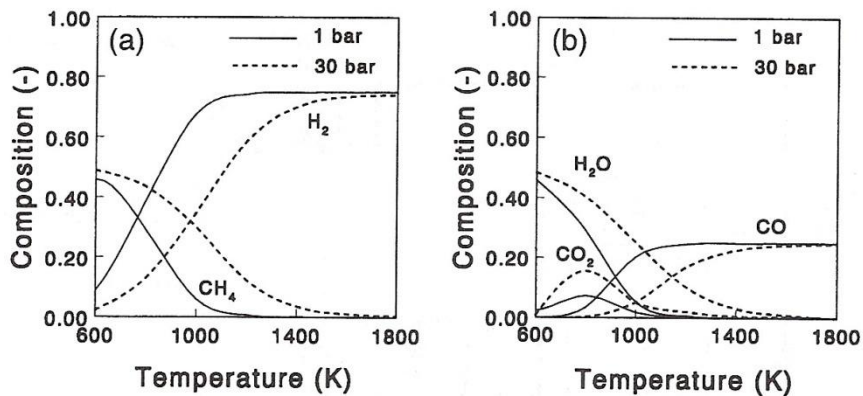 (a)
1 bar
30 bar
H2
CH4
1.00
0.80
0.60
0.40
0.20
0.00
Composition (-)
600
1000
1400
1800
Temperature (K)
(b)
1 bar
30 bar
H2O
CO
CO2
1.00
0.80
0.60
0.40
0.20
0.00
Composition (-)
600
1000
1400
1800
Temperature (K)